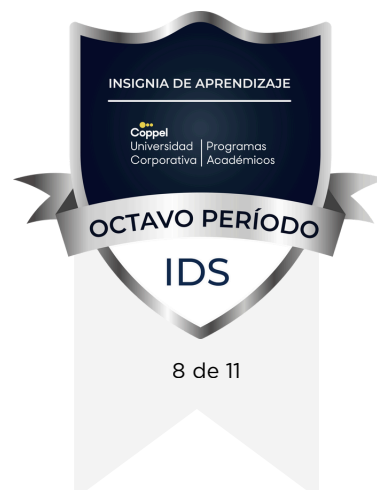 INSIGNIA DE APRENDIZAJE
Coppel
Universidad | Programas
Corporativa | Académicos
OCTAVO PERÍODO
IDS
8 de 11